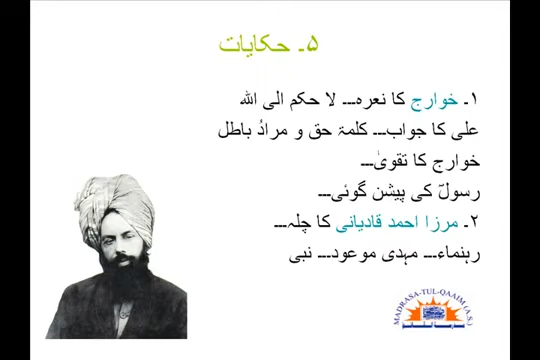 ۵۔ حکایات
۱۔ خوارج کا نعرہ۔۔۔ لا حکم الی اللہ
علی کا جواب۔۔۔ کلمۃ حق و مرادُ باطل
خوارج کا تقویٰ۔۔۔
رسولؐ کی پیشن گوئی۔۔۔
۲۔ مرزا احمد قادیانی کا چلہ۔۔۔
رہنماء۔۔۔ مہدی موعود۔۔۔ نبی
MADRASA-TUL-QAAIM (A.S.)